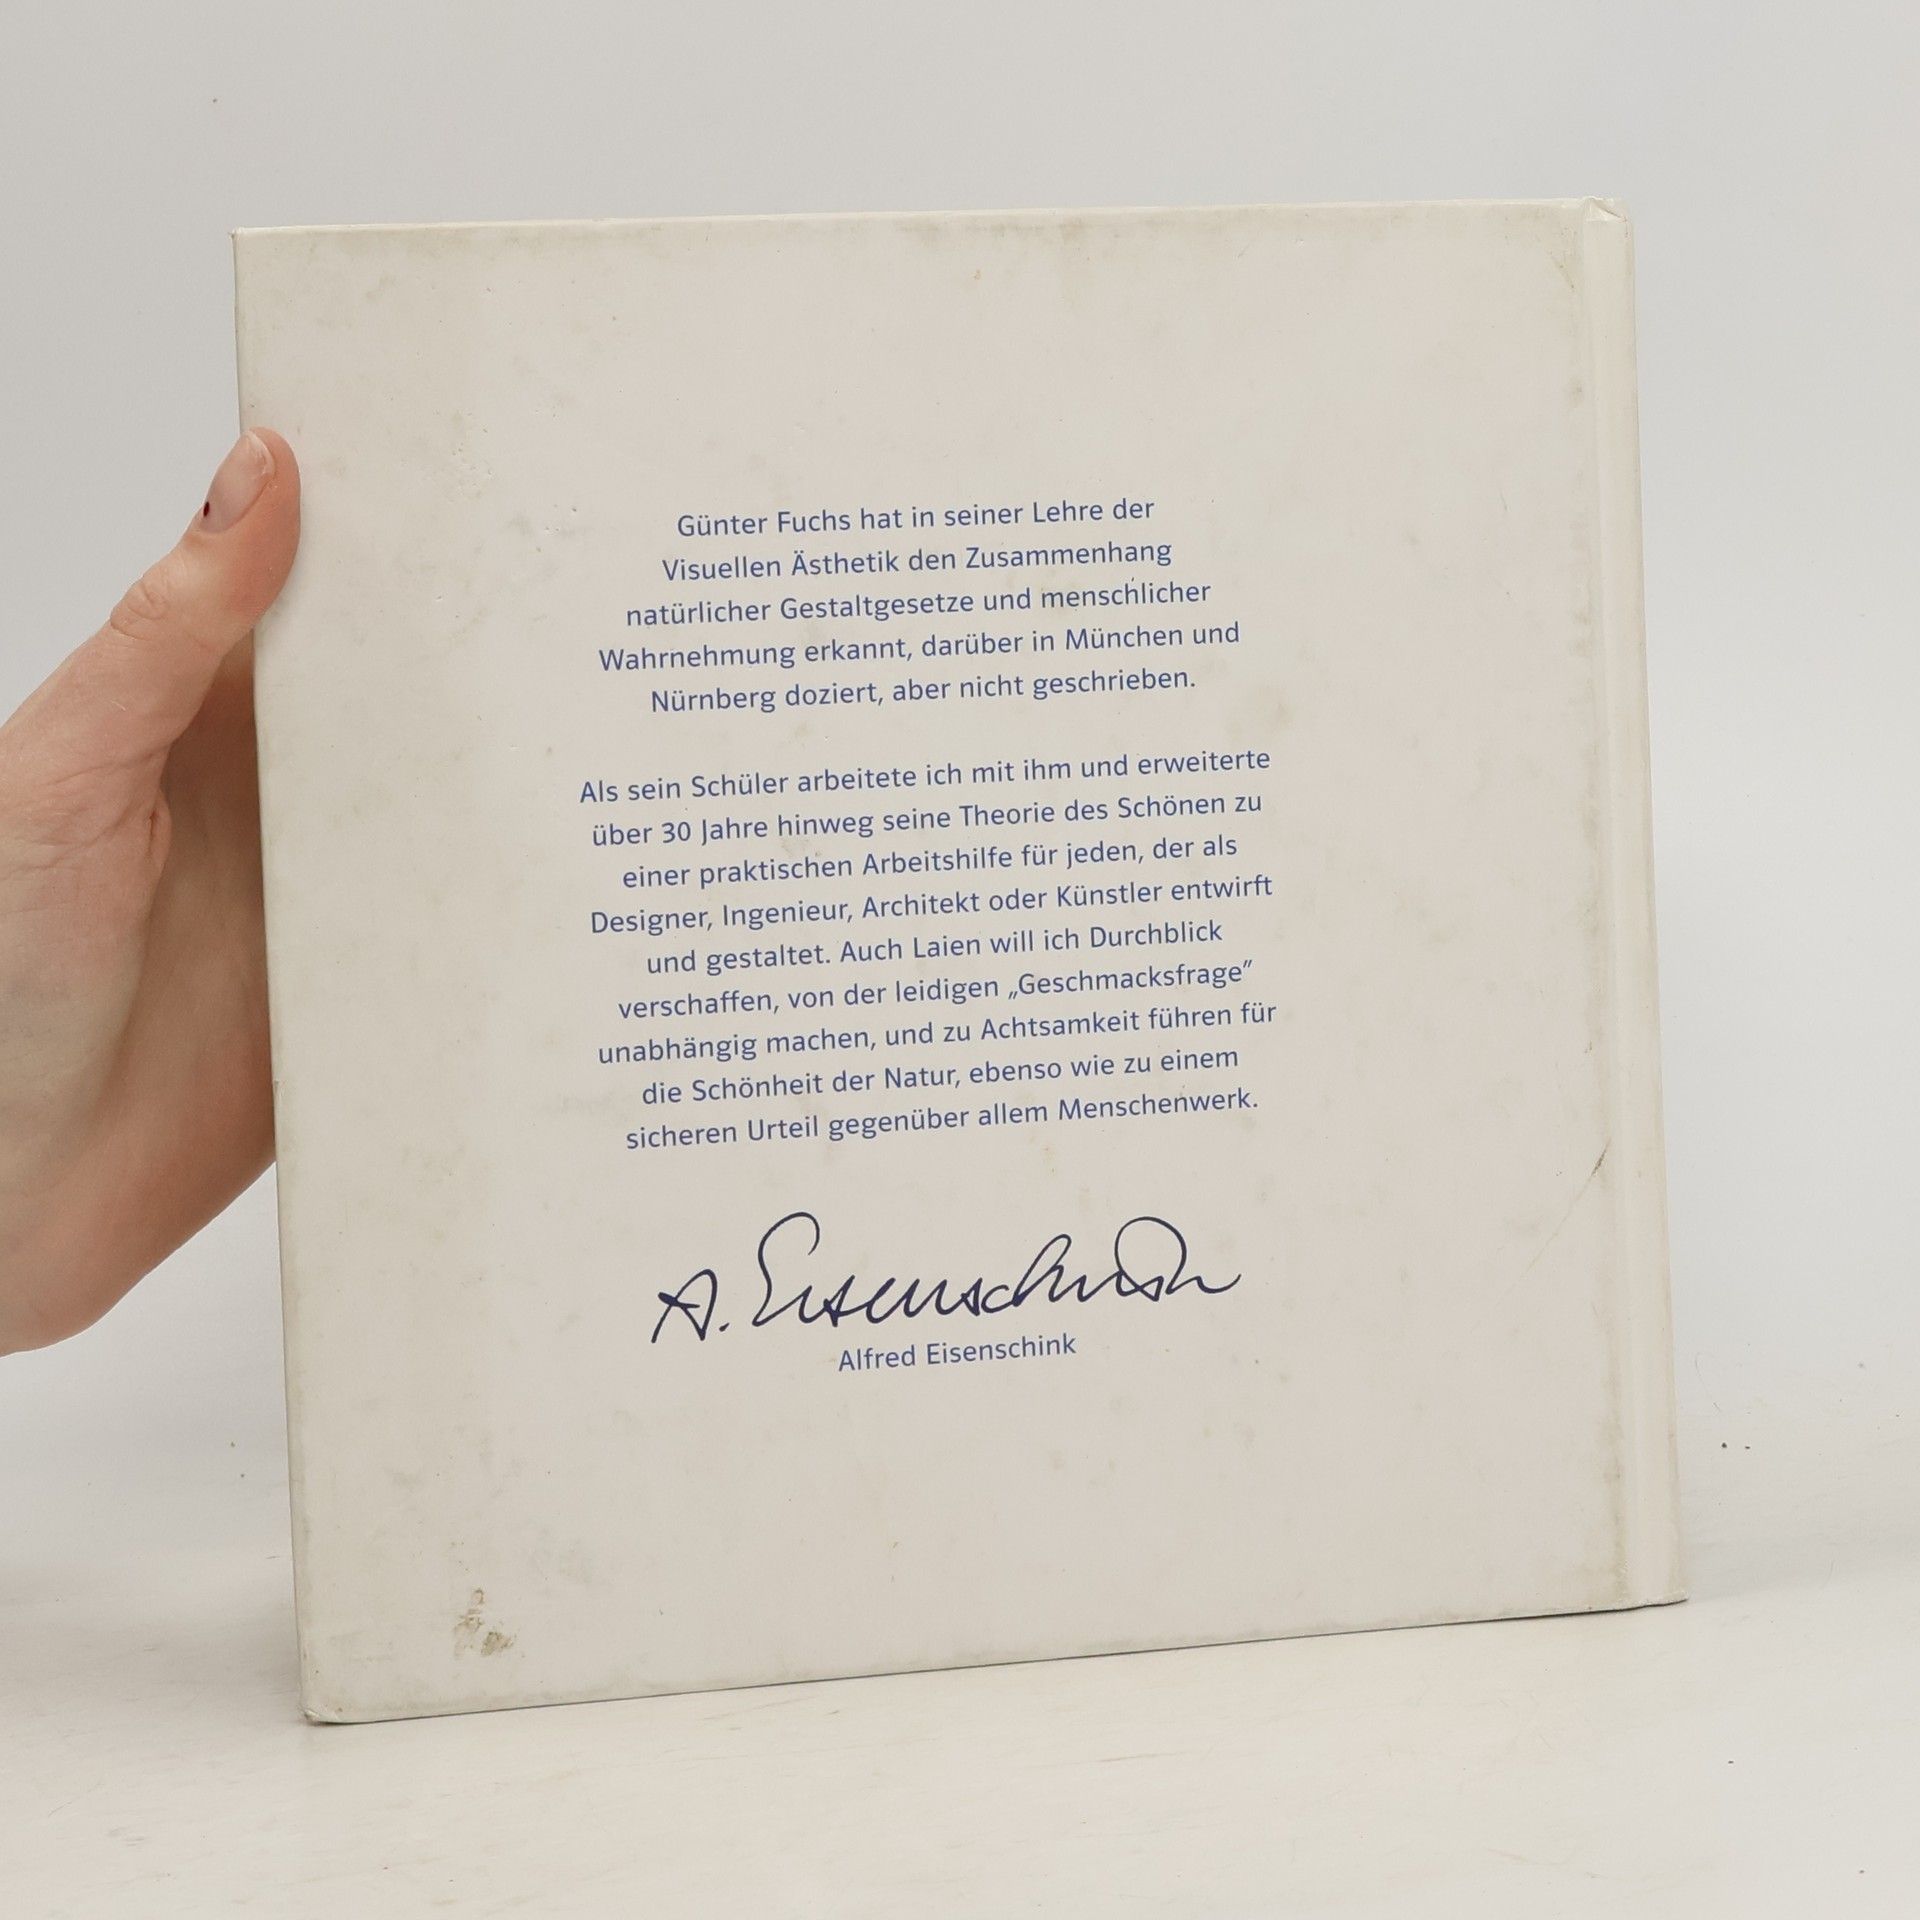 Günter Fuchs hat in seiner Lehre der
Visuellen Ästhetik den Zusammenhang
natürlicher Gestaltgesetze und menschlicher
Wahrnehmung erkannt, darüber in München und
Nürnberg doziert, aber nicht geschrieben.
Als sein Schüler arbeitete ich mit ihm und erweiterte
über 30 Jahre hinweg seine Theorie des Schönen zu
einer praktischen Arbeitshilfe für jeden, der als
Designer, Ingenieur, Architekt oder Künstler entwirft
und gestaltet. Auch Laien will ich Durchblick
verschaffen, von der leidigen „Geschmacksfrage”
unabhängig machen, und zu Achtsamkeit führen für
die Schönheit der Natur, ebenso wie zu einem
sicheren Urteil gegenüber allem Menschenwerk.
A. Eisenschink
Alfred Eisenschink